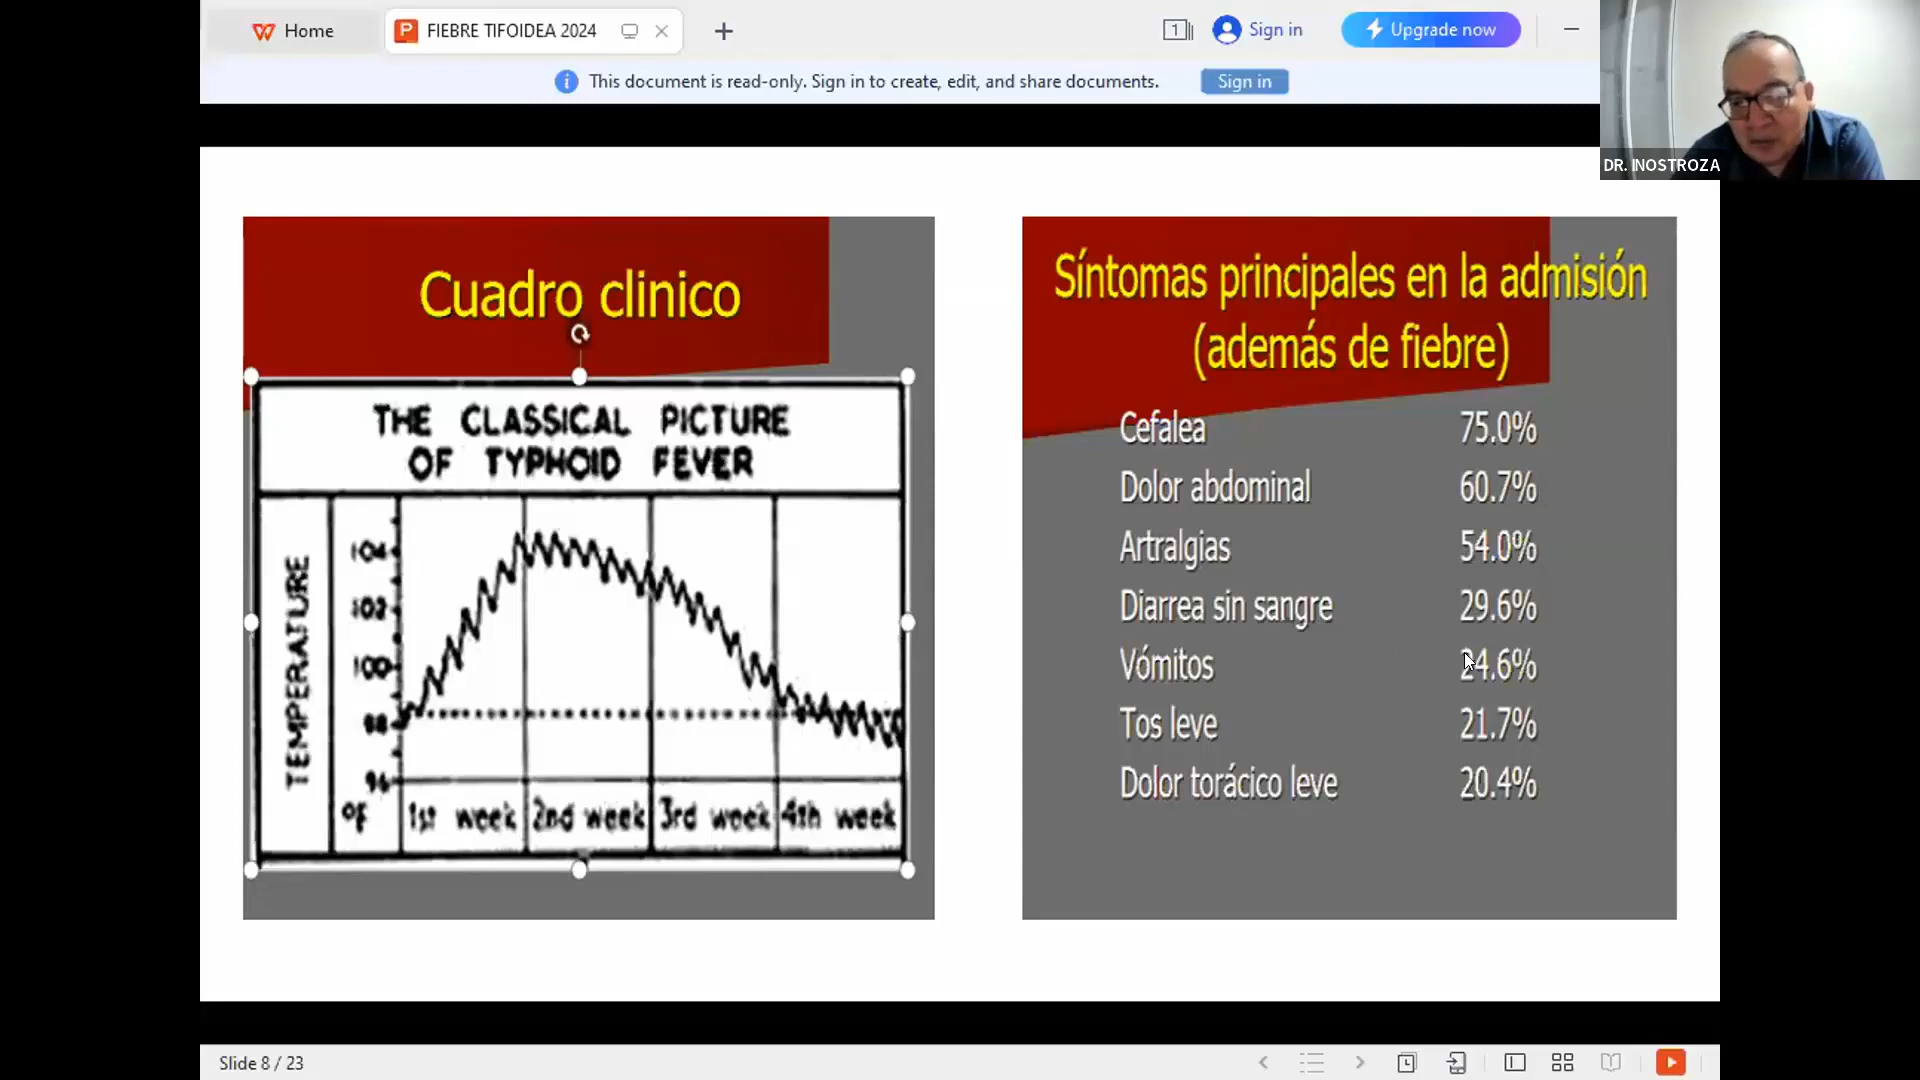 Home
FIEBRE TIFOIDEA 2024
1
Sign in
Upgrade now
This document is read-only. Sign in to create, edit, and share documents.
Sign in
DR. INOSTROZA
Cuadro clinico
THE CLASSICAL PICTURE
OF TYPHOID FEVER
TEMPERATURE
104
102
100
98
96
°F
1st week
2nd week
3rd week
4th week
Síntomas principales en la admisión
(además de fiebre)
Cefalea 75.0%
Dolor abdominal 60.7%
Artralgias 54.0%
Diarrea sin sangre 29.6%
Vómitos 24.6%
Tos leve 21.7%
Dolor torácico leve 20.4%
Slide 8 / 23